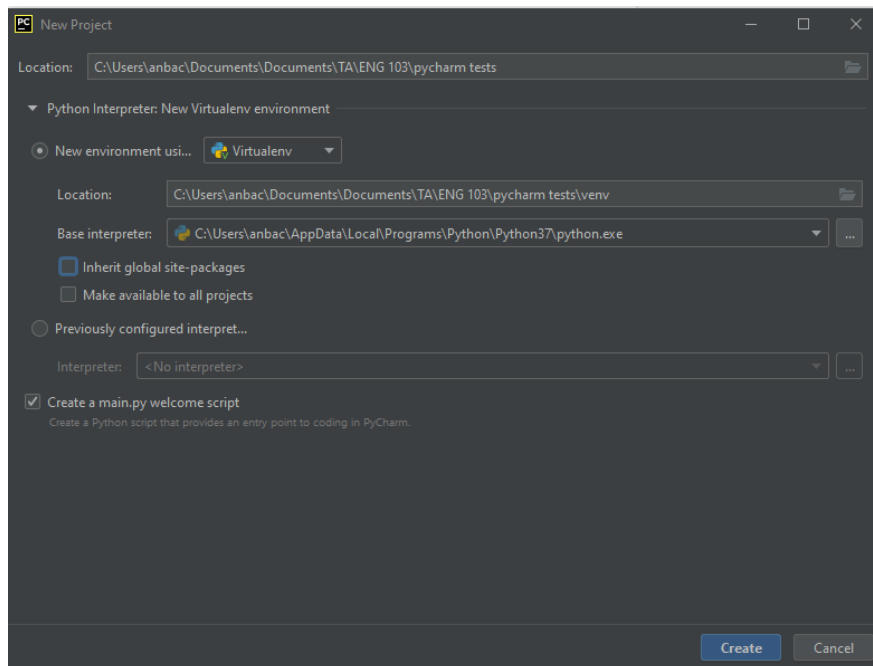 PC New Project
Location: C:\Users\anbac\Documents\Documents\TA\ENG 103\pycharm tests
Python Interpreter: New Virtualenv environment
New environment usi... Virtualenv
Location: C:\Users\anbac\Documents\Documents\TA\ENG 103\pycharm tests\venv
Base interpreter: C:\Users\anbac\AppData\Local\Programs\Python\Python37\python.exe ...
Inherit global site-packages
Make available to all projects
Previously configured interpret...
Interpreter: <No interpreter> ...
Create a main.py welcome script
Create a Python script that provides an entry point to coding in PyCharm.
Create Cancel